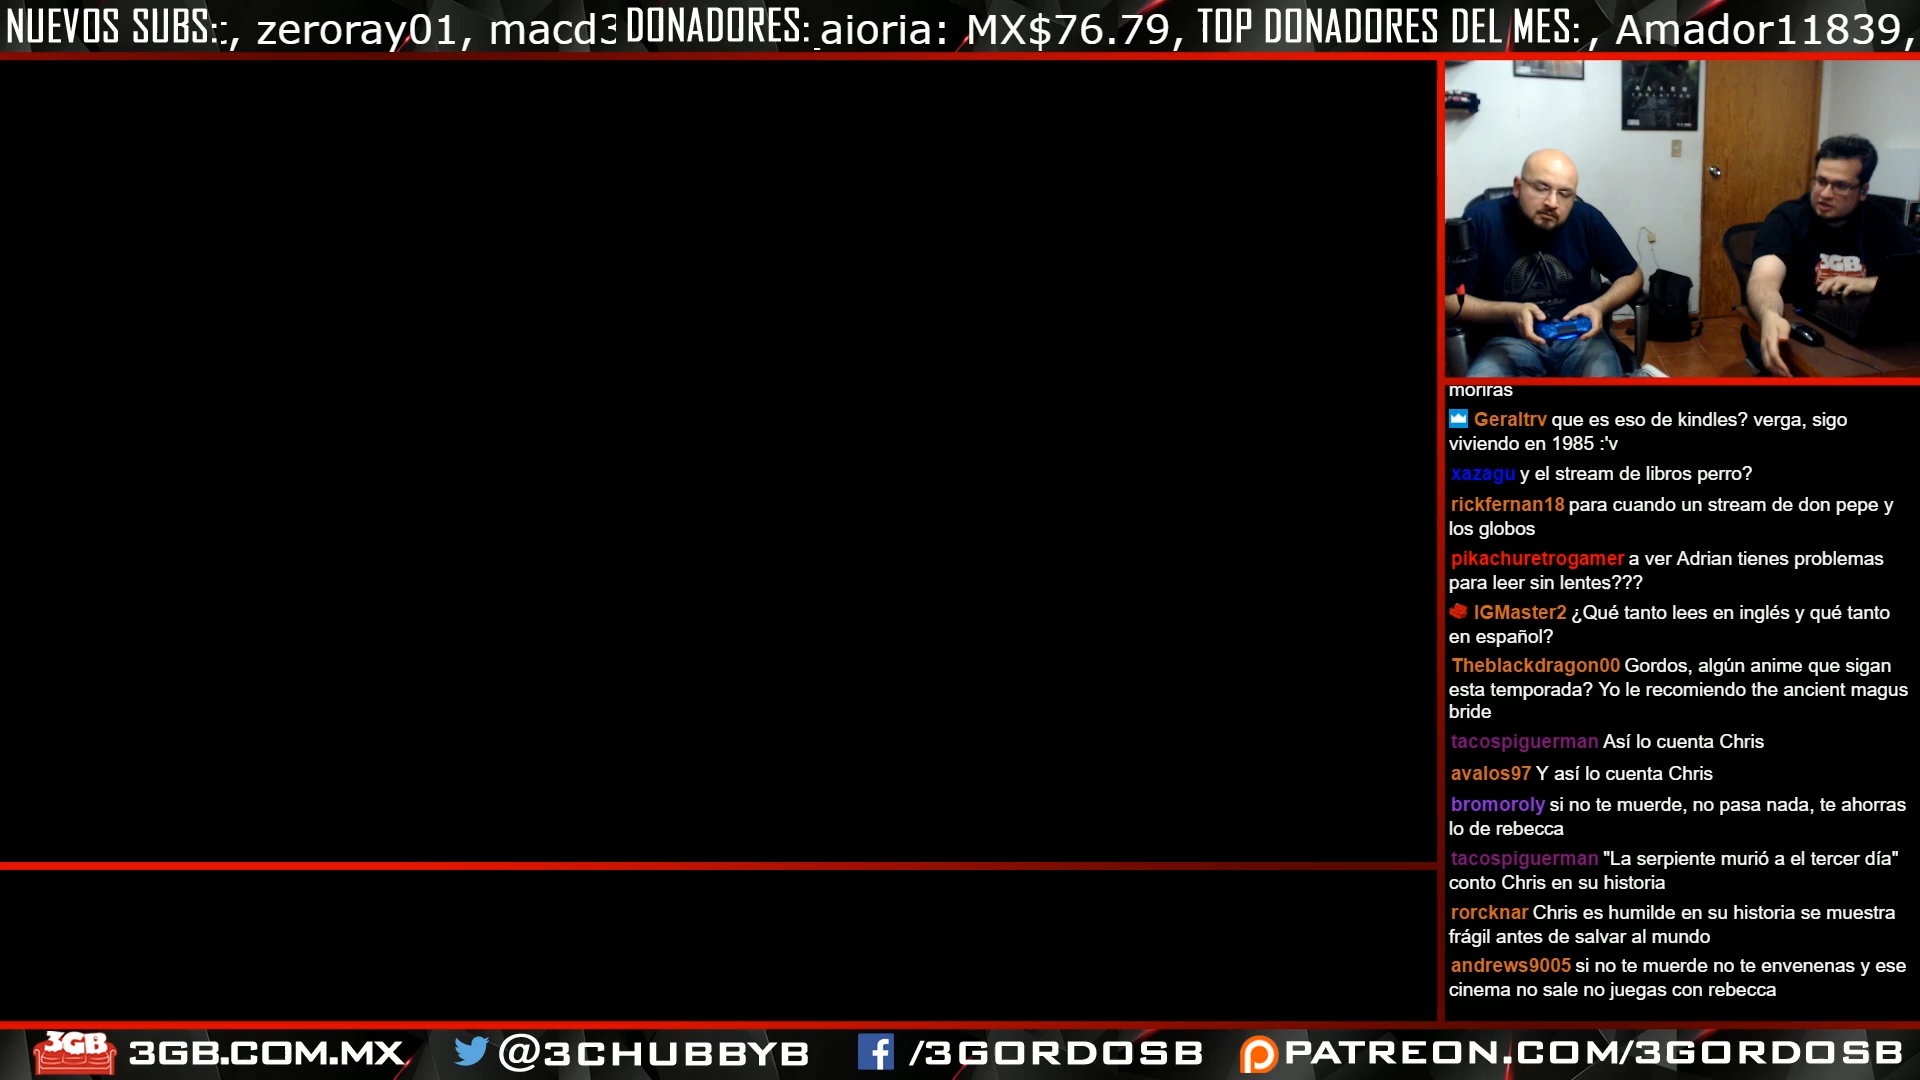 NUEVOS SUBS:, zeroray01, macd3
DONADORES: _aioria: MX$76.79,
TOP DONADORES DEL MES: , Amador11839,
ALIEN
3GB
morirás
Geraltrv que es eso de kindles? verga, sigo
viviendo en 1985 :'v
xazagu y el stream de libros perro?
rickfernan18 para cuando un stream de don pepe y
los globos
pikachuretrogamer a ver Adrian tienes problemas
para leer sin lentes???
IGMaster2 ¿Qué tanto lees en inglés y qué tanto
en español?
Theblackdragon00 Gordos, algún anime que sigan
esta temporada? Yo le recomiendo the ancient magus
bride
tacospiguerman Así lo cuenta Chris
avalos97 Y así lo cuenta Chris
bromoroly si no te muerde, no pasa nada, te ahorras
lo de rebecca
tacospiguerman "La serpiente murió a el tercer día"
conto Chris en su historia
rorcknar Chris es humilde en su historia se muestra
frágil antes de salvar al mundo
andrews9005 si no te muerde no te envenenas y ese
cinema no sale no juegas con rebecca
3GB 3GB.COM.MX
@3CHUBBYB
/3GORDOSB
PATREON.COM/3GORDOSB